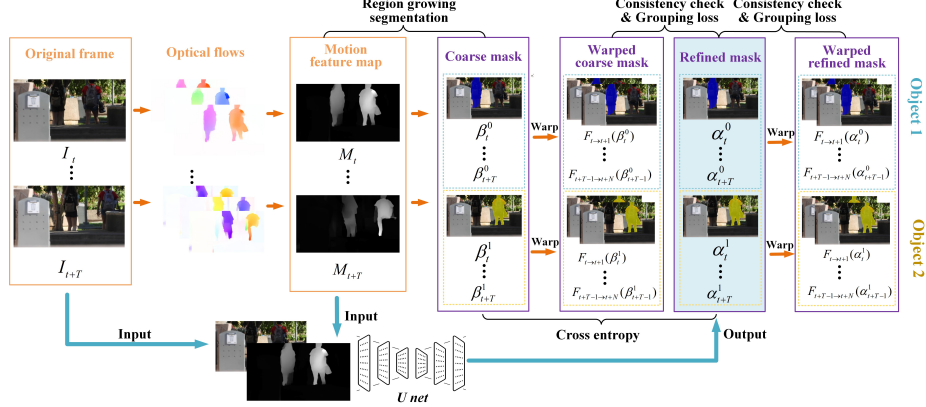 Region growing
segmentation
Consistency check
& Grouping loss
Consistency check
& Grouping loss
Original frame
Optical flows
Motion
feature map
Coarse mask
Warped
coarse mask
Refined mask
Warped
refined mask
I_t
I_{t+T}
M_t
M_{t+T}
β_t^0
β_{t+T}^0
Warp
F_{t→t+1}(β_t^0)
F_{t+T-1→t+N}(β_{t+T-1}^0)
α_t^0
α_{t+T}^0
Warp
F_{t→t+1}(α_t^0)
F_{t+T-1→t+N}(α_{t+T-1}^0)
Object 1
β_t^1
β_{t+T}^1
Warp
F_{t→t+1}(β_t^1)
F_{t+T-1→t+N}(β_{t+T-1}^1)
α_t^1
α_{t+T}^1
Warp
F_{t→t+1}(α_t^1)
F_{t+T-1→t+N}(α_{t+T-1}^1)
Object 2
Input
Input
Cross entropy
Output
U net